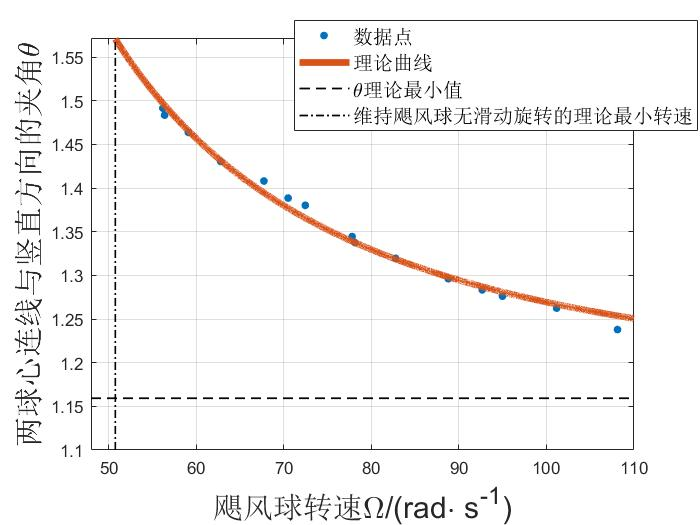 数据点
理论曲线
θ理论最小值
维持飓风球无滑动旋转的理论最小转速
两球心连线与竖直方向的夹角θ
1.55
1.5
1.45
1.4
1.35
1.3
1.25
1.2
1.15
1.1
50 60 70 80 90 100 110
飓风球转速Ω/(rad· s⁻¹)